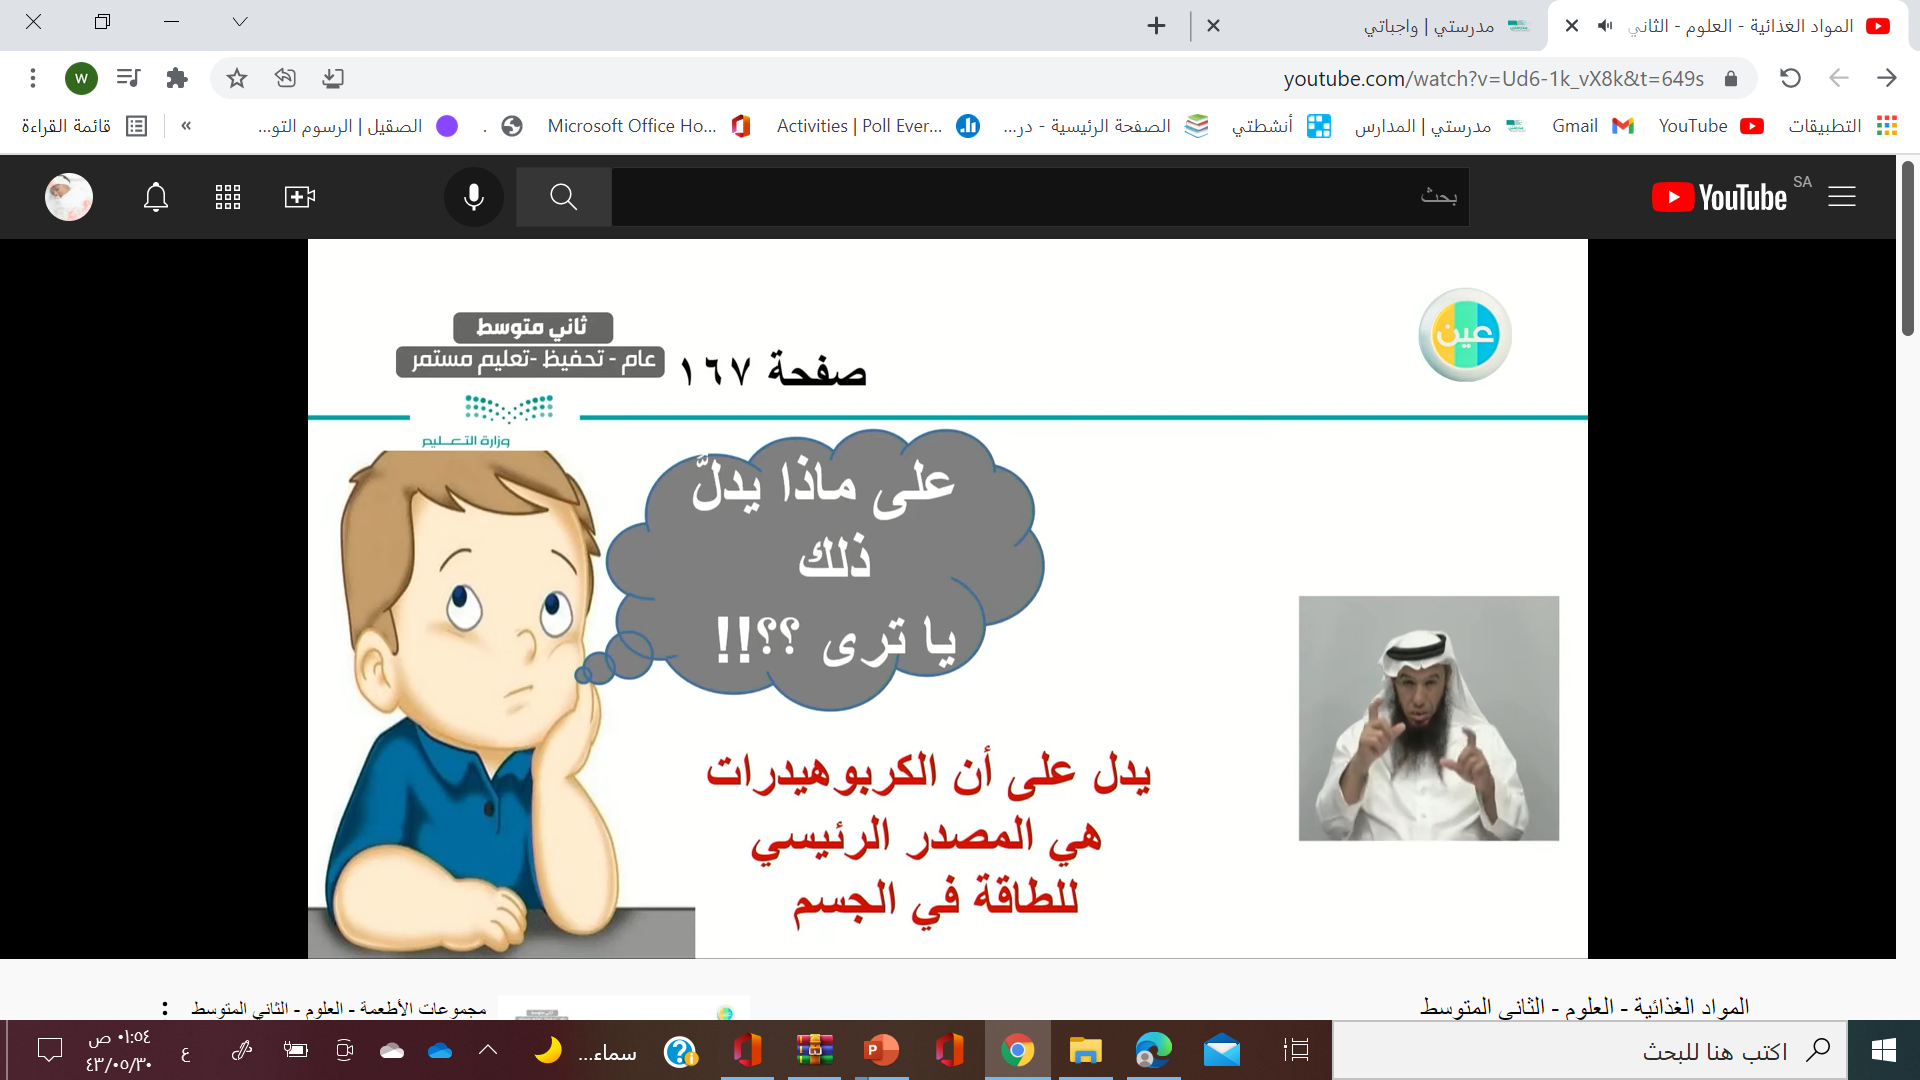 المواد الغذائية - العلوم - الثاني
مدرستي | واجباتي
youtube.com/watch?v=Ud6-1k_vX8k&t=649s
W
التطبيقات
YouTube
Gmail
مدرستي | المدارس
أنشطتي
الصفحة الرئيسية - در...
Activities | Poll Ever...
Microsoft Office Ho...
.
الصقيل | الرسوم التو...
»
قائمة القراءة
YouTube SA
بحث
عين
ثاني متوسط
عام - تحفيظ -تعليم مستمر
صفحة ١٦٧
وزارة التعـــليم
على ماذا يدلّ
ذلك
يا ترى ؟؟!!
يدل على أن الكربوهيدرات
هي المصدر الرئيسي
للطاقة في الجسم
المواد الغذائية - العلوم - الثاني المتوسط
مجموعات الأطعمة - العلوم - الثاني المتوسط
اكتب هنا للبحث
سماء...
ع
٠١:٥٤ ص
٤٣/٠٥/٣٠